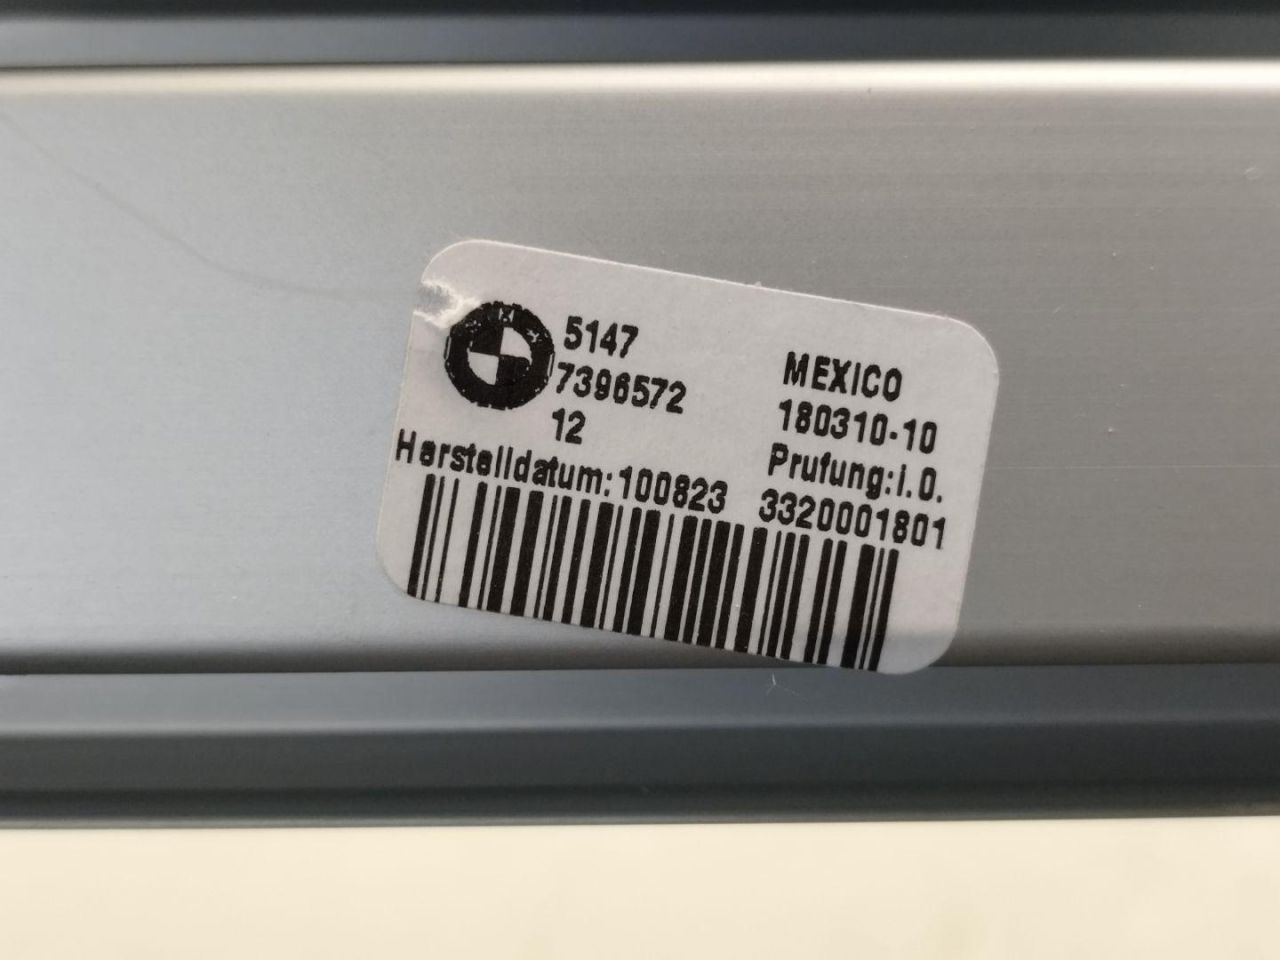 5147
7396572
12
Herstelldatum:100823
MEXICO
180310-10
Prufung:i.O.
3320001801